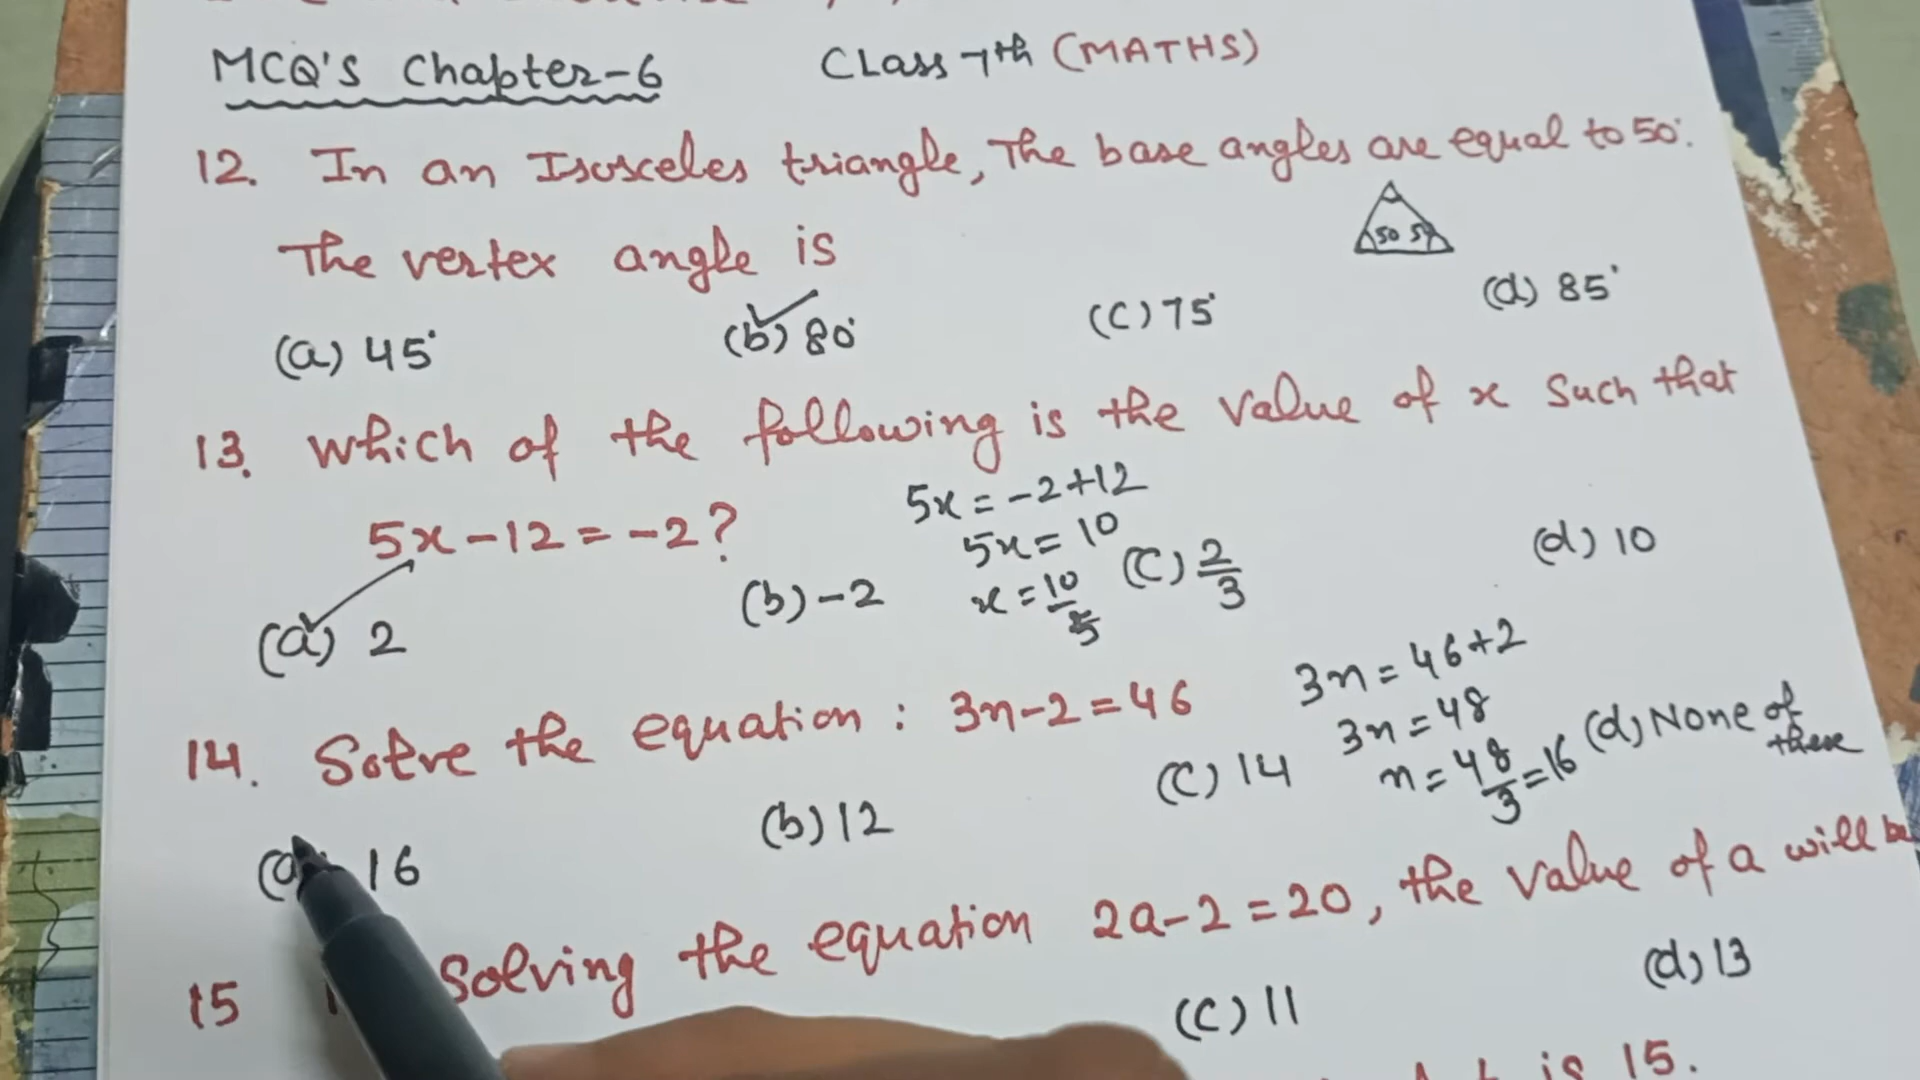 MCQ'S Chapter-6 CLass 7th (MATHS)
12. In an Isosceles triangle, The base angles are equal to 50°.
50 50
The vertex angle is
(a) 45° (b) 80° (C) 75° (d) 85°
13. Which of the following is the value of x Such that
5x-12=-2?
5x=-2+12
5x=10
x=10/5
(a) 2 (b) -2 (C) 2/3 (d) 10
14. Solve the equation : 3n-2=46
3n=46+2
3n=48
n=48/3=16
(a) 16 (b) 12 (C) 14 (d) None of these
15 Solving the equation 2a-2=20, the value of a will be
(C) 11 (d) 13
is 15.